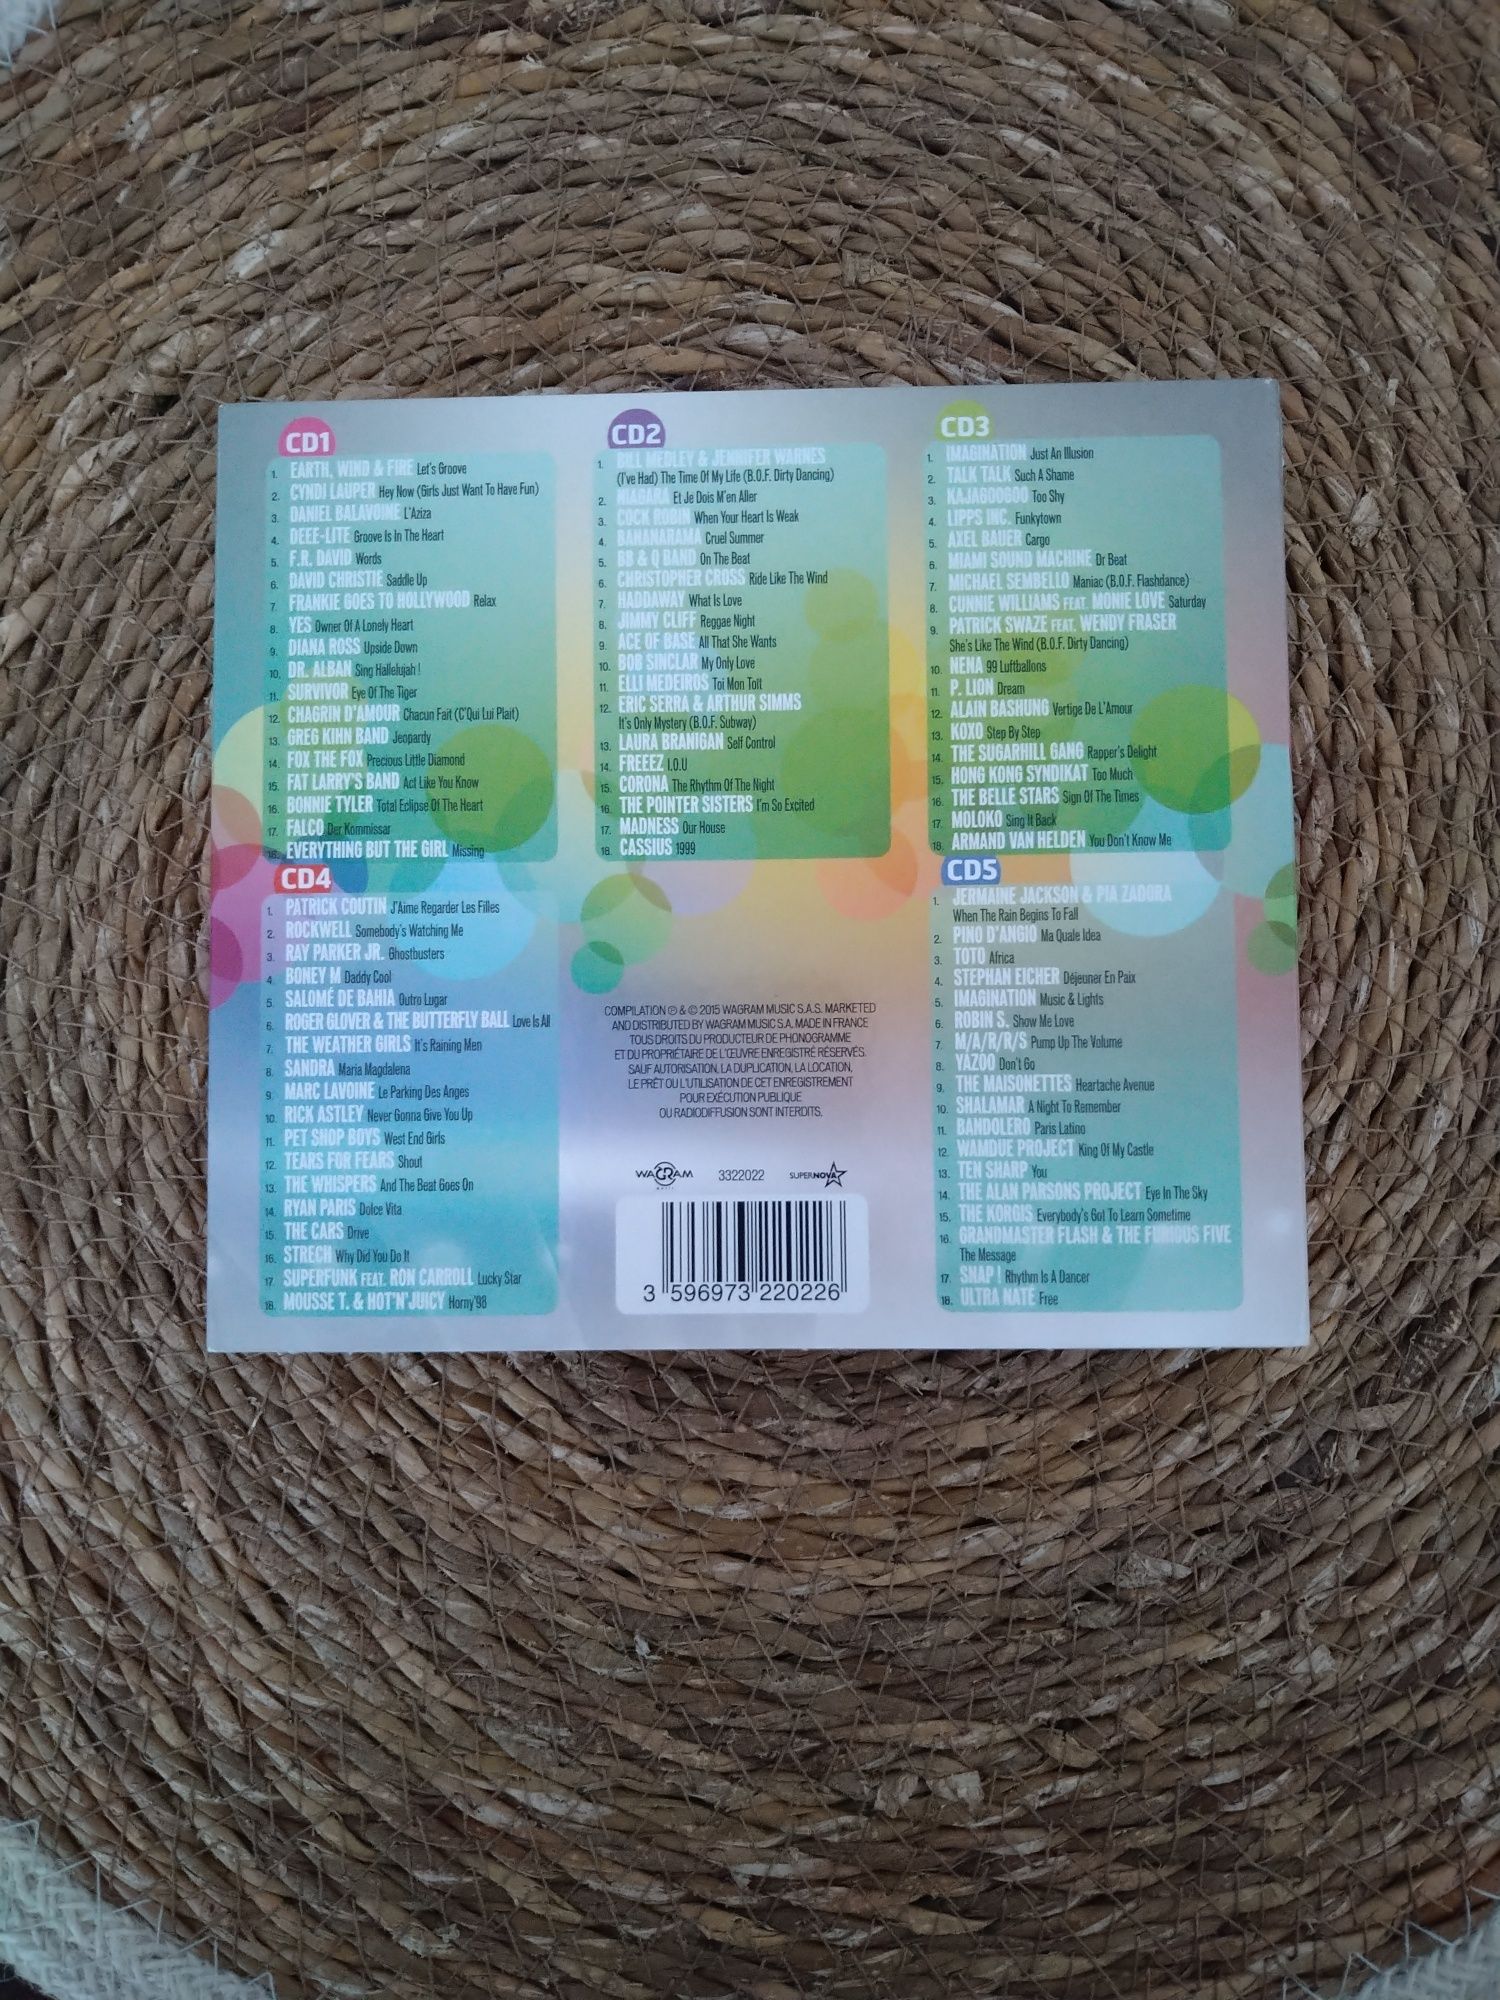 CD1
1. EARTH, WIND & FIRE Let's Groove
2. CYNDI LAUPER Hey Now (Girls Just Want To Have Fun)
3. DANIEL BALAVOINE L'Aziza
4. DEEE-LITE Groove Is In The Heart
5. F.R. DAVID Words
6. DAVID CHRISTIE Saddle Up
7. FRANKIE GOES TO HOLLYWOOD Relax
8. YES Owner Of A Lonely Heart
9. DIANA ROSS Upside Down
10. DR. ALBAN Sing Hallelujah !
11. SURVIVOR Eye Of The Tiger
12. CHAGRIN D'AMOUR Chacun Fait (C'Qui Lui Plait)
13. GREG KIHN BAND Jeopardy
14. FOX THE FOX Precious Little Diamond
15. FAT LARRY'S BAND Act Like You Know
16. BONNIE TYLER Total Eclipse Of The Heart
17. FALCO Der Kommissar
18. EVERYTHING BUT THE GIRL Missing
CD2
1. BILL MEDLEY & JENNIFER WARNES
(I've Had) The Time Of My Life (B.O.F. Dirty Dancing)
2. NIAGARA Et Je Dois M'en Aller
3. COCK ROBIN When Your Heart Is Weak
4. BANANARAMA Cruel Summer
5. BB & Q BAND On The Beat
6. CHRISTOPHER CROSS Ride Like The Wind
7. HADDAWAY What Is Love
8. JIMMY CLIFF Reggae Night
9. ACE OF BASE All That She Wants
10. BOB SINCLAR My Only Love
11. ELLI MEDEIROS Toi Mon Toit
12. ERIC SERRA & ARTHUR SIMMS
It's Only Mystery (B.O.F. Subway)
13. LAURA BRANIGAN Self Control
14. FREEEZ I.O.U
15. CORONA The Rhythm Of The Night
16. THE POINTER SISTERS I'm So Excited
17. MADNESS Our House
18. CASSIUS 1999
CD3
1. IMAGINATION Just An Illusion
2. TALK TALK Such A Shame
3. KAJAGOOGOO Too Shy
4. LIPPS INC. Funkytown
5. AXEL BAUER Cargo
6. MIAMI SOUND MACHINE Dr Beat
7. MICHAEL SEMBELLO Maniac (B.O.F. Flashdance)
8. CUNNIE WILLIAMS FEAT. MONIE LOVE Saturday
9. PATRICK SWAZE FEAT. WENDY FRASER
She's Like The Wind (B.O.F. Dirty Dancing)
10. NENA 99 Luftballons
11. P. LION Dream
12. ALAIN BASHUNG Vertige De L'Amour
13. KOXO Step By Step
14. THE SUGARHILL GANG Rapper's Delight
15. HONG KONG SYNDIKAT Too Much
16. THE BELLE STARS Sign Of The Times
17. MOLOKO Sing It Back
18. ARMAND VAN HELDEN You Don't Know Me
CD4
1. PATRICK COUTIN J'Aime Regarder Les Filles
2. ROCKWELL Somebody's Watching Me
3. RAY PARKER JR. Ghostbusters
4. BONEY M Daddy Cool
5. SALOMÉ DE BAHIA Outro Lugar
6. ROGER GLOVER & THE BUTTERFLY BALL Love Is All
7. THE WEATHER GIRLS It's Raining Men
8. SANDRA Maria Magdalena
9. MARC LAVOINE Le Parking Des Anges
10. RICK ASTLEY Never Gonna Give You Up
11. PET SHOP BOYS West End Girls
12. TEARS FOR FEARS Shout
13. THE WHISPERS And The Beat Goes On
14. RYAN PARIS Dolce Vita
15. THE CARS Drive
16. STRECH Why Did You Do It
17. SUPERFUNK FEAT. RON CARROLL Lucky Star
18. MOUSSE T. & HOT'N'JUICY Horny'98
COMPILATION ℗ & © 2015 WAGRAM MUSIC S.A.S. MARKETED
AND DISTRIBUTED BY WAGRAM MUSIC S.A. MADE IN FRANCE
TOUS DROITS DU PRODUCTEUR DE PHONOGRAMME
ET DU PROPRIÉTAIRE DE L'ŒUVRE ENREGISTRÉ RÉSERVÉS.
SAUF AUTORISATION, LA DUPLICATION, LA LOCATION,
LE PRÊT OU L'UTILISATION DE CET ENREGISTREMENT
POUR EXÉCUTION PUBLIQUE
OU RADIODIFFUSION SONT INTERDITS.
WAGRAM 3322022 SUPERNOVA
3 596973 220226
CD5
1. JERMAINE JACKSON & PIA ZADORA
When The Rain Begins To Fall
2. PINO D'ANGIO Ma Quale Idea
3. TOTO Africa
4. STEPHAN EICHER Déjeuner En Paix
5. IMAGINATION Music & Lights
6. ROBIN S. Show Me Love
7. M/A/R/R/S Pump Up The Volume
8. YAZOO Don't Go
9. THE MAISONETTES Heartache Avenue
10. SHALAMAR A Night To Remember
11. BANDOLERO Paris Latino
12. WAMDUE PROJECT King Of My Castle
13. TEN SHARP You
14. THE ALAN PARSONS PROJECT Eye In The Sky
15. THE KORGIS Everybody's Got To Learn Sometime
16. GRANDMASTER FLASH & THE FURIOUS FIVE
The Message
17. SNAP ! Rhythm Is A Dancer
18. ULTRA NATÉ Free